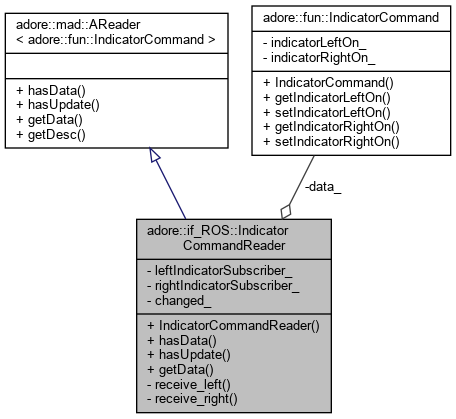 adore::mad::AReader
< adore::fun::IndicatorCommand >
+ hasData()
+ hasUpdate()
+ getData()
+ getDesc()
adore::fun::IndicatorCommand
- indicatorLeftOn_
- indicatorRightOn_
+ IndicatorCommand()
+ getIndicatorLeftOn()
+ setIndicatorLeftOn()
+ getIndicatorRightOn()
+ setIndicatorRightOn()
-data_
adore::if_ROS::Indicator
CommandReader
- leftIndicatorSubscriber_
- rightIndicatorSubscriber_
- changed_
+ IndicatorCommandReader()
+ hasData()
+ hasUpdate()
+ getData()
- receive_left()
- receive_right()